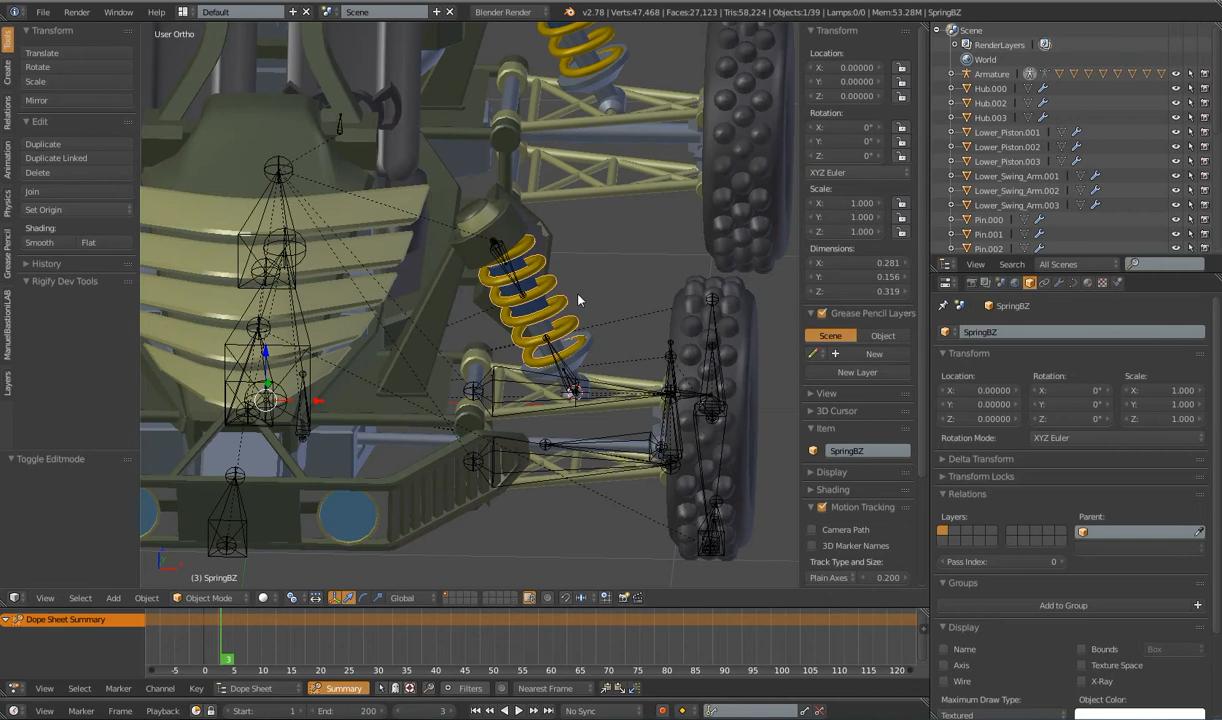 File Render Window Help Default Scene Blender Render v2.78 | Verts:47,468 | Faces:27,123 | Tris:58,224 | Objects:1/39 | Lamps:0/0 | Mem:53.28M | SpringBZ
Tools
Create
Relations
Animation
Physics
Grease Pencil
ManuelBastioniLAB
Layers
Transform
Translate
Rotate
Scale
Mirror
Edit
Duplicate
Duplicate Linked
Delete
Join
Set Origin
Shading:
Smooth Flat
History
Rigify Dev Tools
Toggle Editmode
User Ortho
(3) SpringBZ
Transform
Location:
X: 0.00000
Y: 0.00000
Z: 0.00000
Rotation:
X: 0°
Y: 0°
Z: 0°
XYZ Euler
Scale:
X: 1.000
Y: 1.000
Z: 1.000
Dimensions:
X: 0.281
Y: 0.156
Z: 0.319
Grease Pencil Layers
Scene Object
New
New Layer
View
3D Cursor
Item
SpringBZ
Display
Shading
Motion Tracking
Camera Path
3D Marker Names
Track Type and Size:
Plain Axes 0.200
View Select Add Object Object Mode Global
Dope Sheet Summary
3
-5 0 5 10 15 20 25 30 35 40 45 50 55 60 65 70 75 80 85 90 95 100 105 110 115 120
View Select Marker Channel Key Dope Sheet Summary Filters Nearest Frame
View Marker Frame Playback Start: 1 End: 200 3 No Sync
Scene
RenderLayers
World
Armature
Hub.000
Hub.002
Hub.003
Lower_Piston.001
Lower_Piston.002
Lower_Piston.003
Lower_Swing_Arm.001
Lower_Swing_Arm.002
Lower_Swing_Arm.003
Pin.000
Pin.001
Pin.002
View Search All Scenes
SpringBZ
SpringBZ
Transform
Location: Rotation: Scale:
X: 0.00000 X: 0° X: 1.000
Y: 0.00000 Y: 0° Y: 1.000
Z: 0.00000 Z: 0° Z: 1.000
Rotation Mode: XYZ Euler
Delta Transform
Transform Locks
Relations
Layers: Parent:
Pass Index: 0
Groups
Add to Group
Display
Name Bounds Box
Axis Texture Space
Wire X-Ray
Maximum Draw Type: Object Color:
Textured